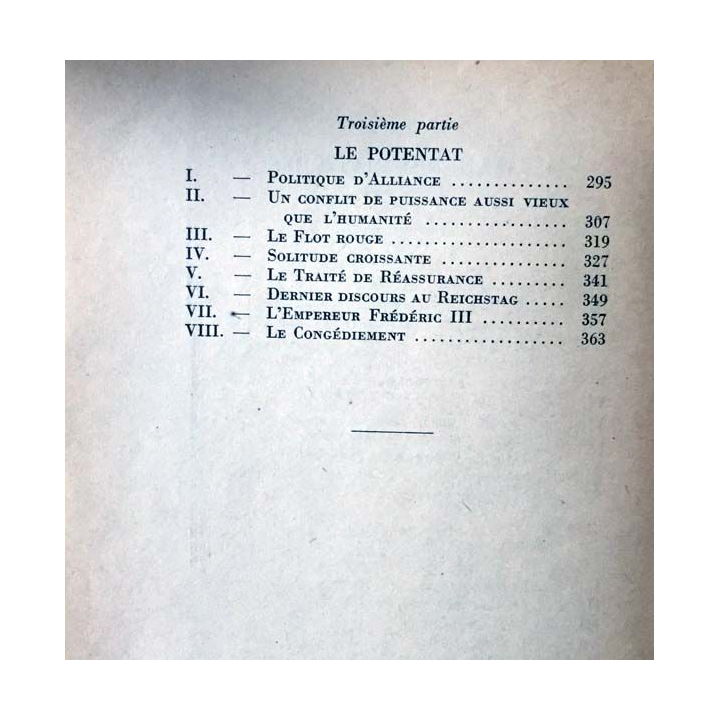 Troisième partie
LE POTENTAT
I. — Politique d'Alliance .............. 295
II. — Un conflit de puissance aussi vieux
que l'humanité ................. 307
III. — Le Flot rouge ..................... 319
IV. — Solitude croissante ............... 327
V. — Le Traité de Réassurance ......... 341
VI. — Dernier discours au Reichstag ..... 349
VII. — L'Empereur Frédéric III .......... 357
VIII. — Le Congédiement .................. 363